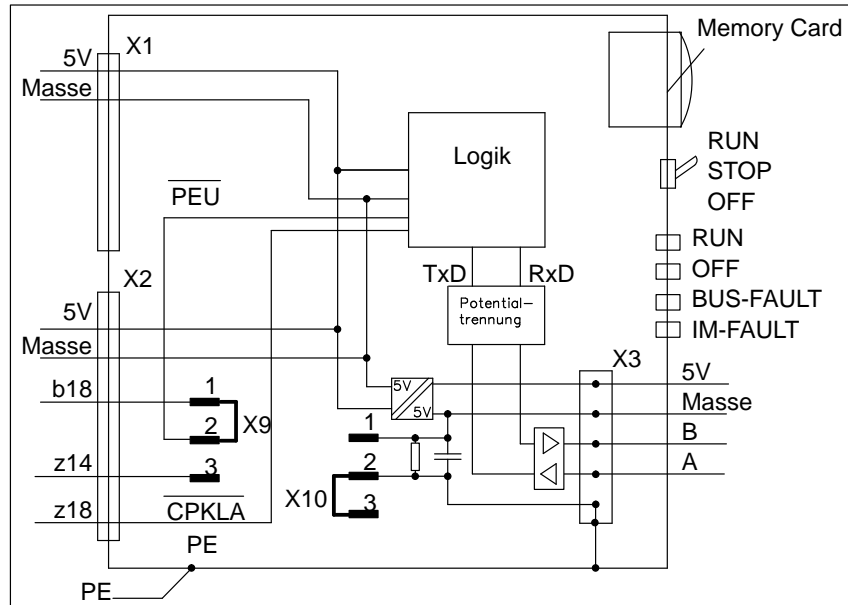 X1
5V
Masse
Memory Card
Logik
RUN
STOP
OFF
PEU
RUN
OFF
BUS-FAULT
IM-FAULT
X2
TxD
RxD
Potential-
trennung
5V
Masse
X3
5V
5V
5V
Masse
B
A
b18
1
2
X9
3
z14
1
2
X10
3
z18
CPKLA
PE
PE